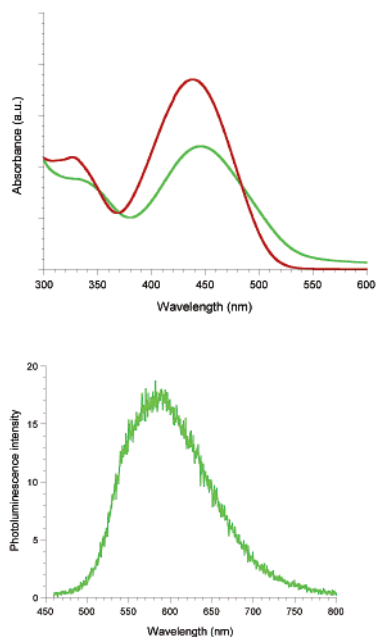 Absorbance (a.u.)
300 350 400 450 500 550 600
Wavelength (nm)
Photoluminescence intensity
20
15
10
5
0
450 500 550 600 650 700 750 800
Wavelength (nm)